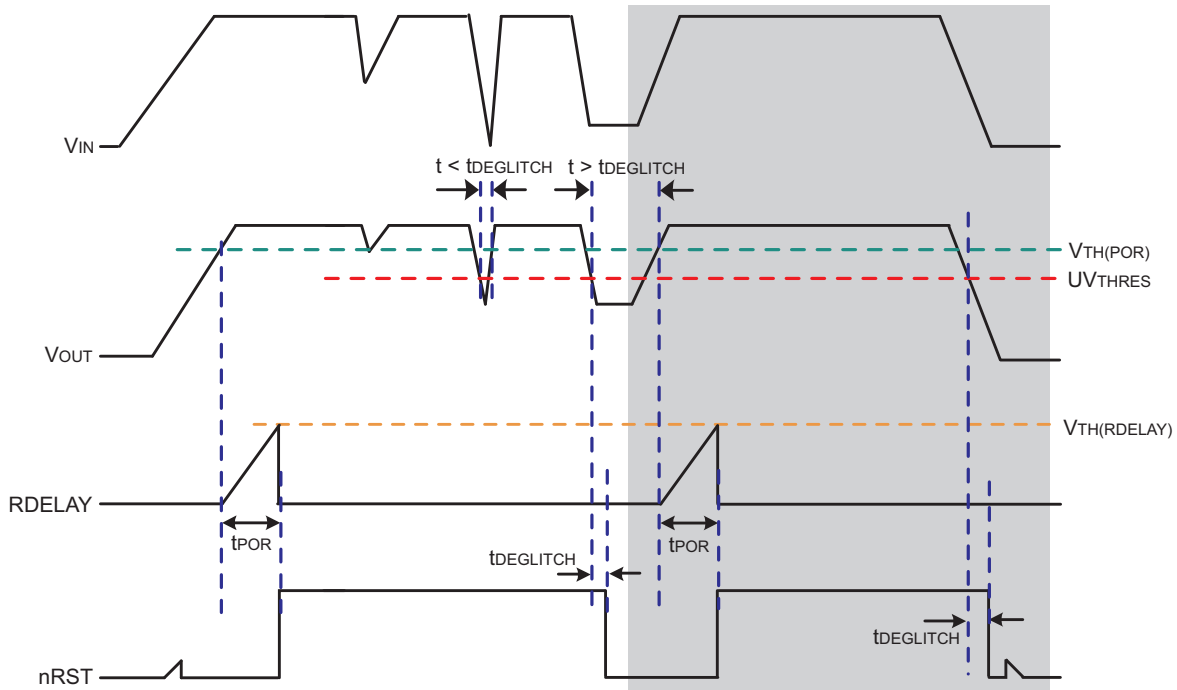 VIN
t < tDEGLITCH
t > tDEGLITCH
VTH(POR)
UVTHRES
VOUT
VTH(RDELAY)
RDELAY
tPOR
tPOR
tDEGLITCH
tDEGLITCH
nRST